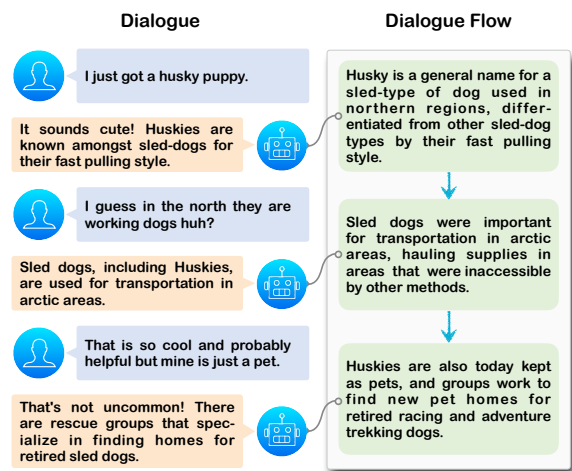 Dialogue
Dialogue Flow
I just got a husky puppy.
It sounds cute! Huskies are
known amongst sled-dogs for
their fast pulling style.
I guess in the north they are
working dogs huh?
Sled dogs, including Huskies,
are used for transportation in
arctic areas.
That is so cool and probably
helpful but mine is just a pet.
That's not uncommon! There
are rescue groups that spec-
ialize in finding homes for
retired sled dogs.
Husky is a general name for a
sled-type of dog used in
northern regions, differ-
entiated from other sled-dog
types by their fast pulling
style.
Sled dogs were important
for transportation in arctic
areas, hauling supplies in
areas that were inaccessible
by other methods.
Huskies are also today kept
as pets, and groups work to
find new pet homes for
retired racing and adventure
trekking dogs.